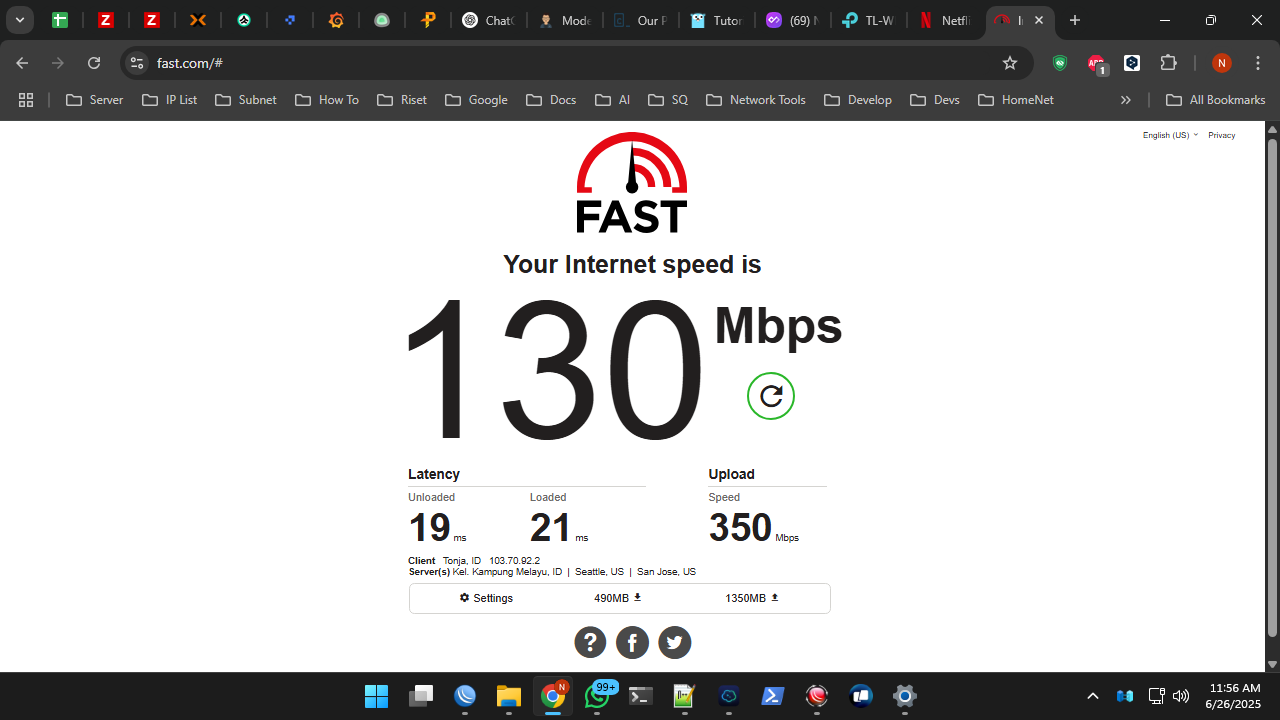 ChatG
Mode
Our P
Tutor
(69) N
TL-W
Netfli
fast.com/#
ABP
1
N
Server
IP List
Subnet
How To
Riset
Google
Docs
AI
SQ
Network Tools
Develop
Devs
HomeNet
All Bookmarks
English (US)
Privacy
FAST
Your Internet speed is
130 Mbps
Latency
Upload
Unloaded
Loaded
Speed
19 ms
21 ms
350 Mbps
Client Tonja, ID 103.70.92.2
Server(s) Kel. Kampung Melayu, ID | Seattle, US | San Jose, US
Settings
490MB
1350MB
N
99+
11:56 AM
6/26/2025